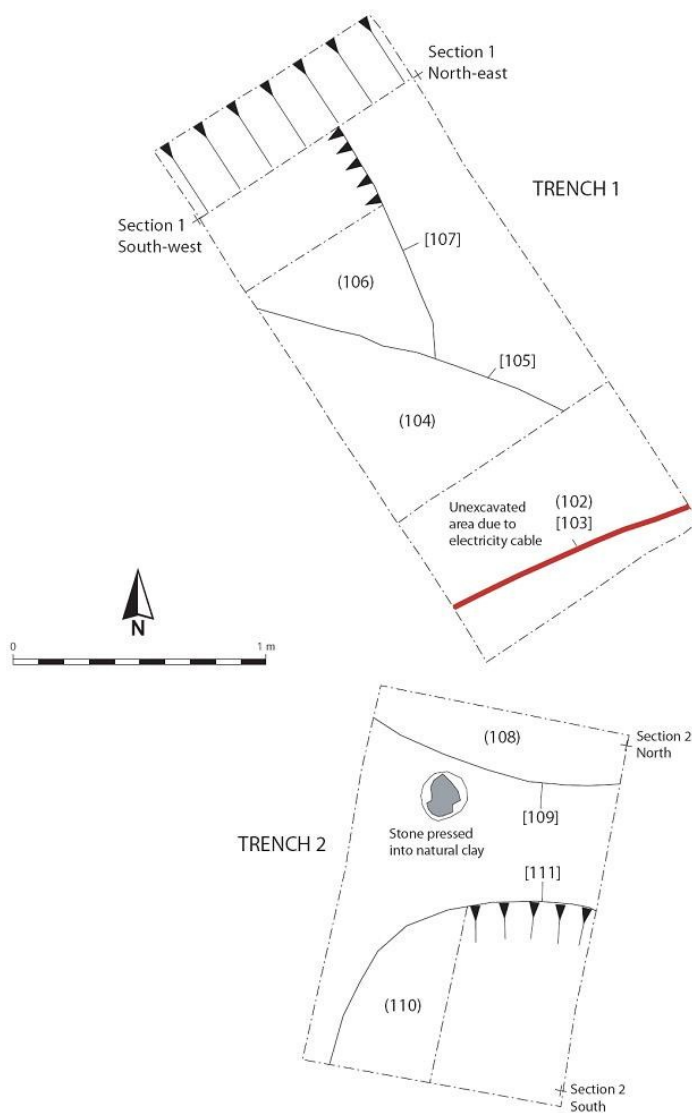 Section 1
North-east
TRENCH 1
Section 1
South-west
[107]
(106)
[105]
(104)
Unexcavated
area due to
electricity cable
(102)
[103]
N
0
1 m
(108)
Section 2
North
[109]
Stone pressed
into natural clay
TRENCH 2
[111]
(110)
Section 2
South